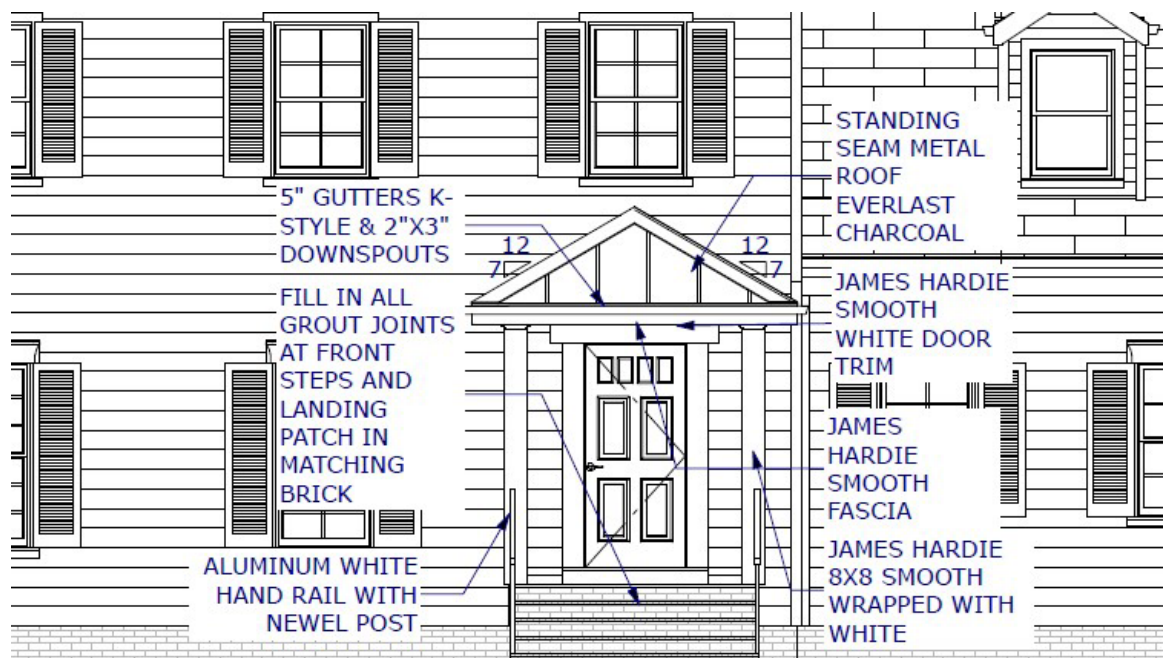 STANDING
SEAM METAL
ROOF
EVERLAST
CHARCOAL
5" GUTTERS K-
STYLE & 2"X3"
DOWNSPOUTS
12
7
12
7
FILL IN ALL
GROUT JOINTS
AT FRONT
STEPS AND
LANDING
PATCH IN
MATCHING
BRICK
JAMES HARDIE
SMOOTH
WHITE DOOR
TRIM
JAMES
HARDIE
SMOOTH
FASCIA
ALUMINUM WHITE
HAND RAIL WITH
NEWEL POST
JAMES HARDIE
8X8 SMOOTH
WRAPPED WITH
WHITE